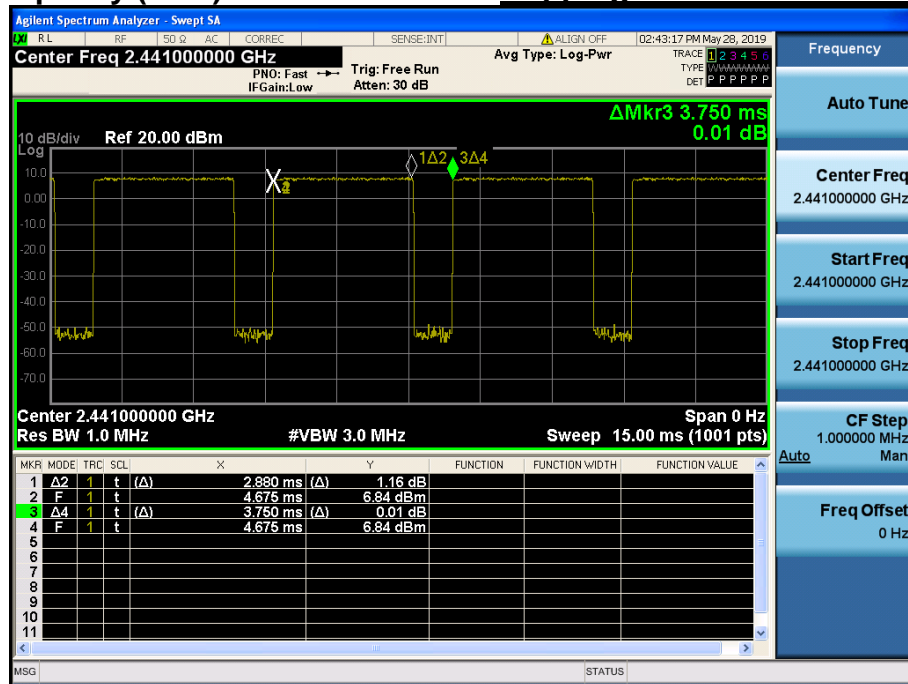 Agilent Spectrum Analyzer - Swept SA
LXI RL RF 50 Ω AC CORREC SENSE:INT ALIGN OFF 02:43:17 PM May 28, 2019
Center Freq 2.441000000 GHz
PNO: Fast
IFGain:Low
Trig: Free Run
Atten: 30 dB
Avg Type: Log-Pwr
TRACE 1 2 3 4 5 6
TYPE WWWWWW
DET P P P P P P
ΔMkr3 3.750 ms
0.01 dB
10 dB/div Ref 20.00 dBm
Log
1Δ2 3Δ4
10.0
0.00
-10.0
-20.0
-30.0
-40.0
-50.0
-60.0
-70.0
Center 2.441000000 GHz Span 0 Hz
Res BW 1.0 MHz #VBW 3.0 MHz Sweep 15.00 ms (1001 pts)
MKR MODE TRC SCL X Y FUNCTION FUNCTION WIDTH FUNCTION VALUE
1 Δ2 1 t (Δ) 2.880 ms (Δ) 1.16 dB
2 F 1 t 4.675 ms 6.84 dBm
3 Δ4 1 t (Δ) 3.750 ms (Δ) 0.01 dB
4 F 1 t 4.675 ms 6.84 dBm
5
6
7
8
9
10
11
MSG STATUS
Frequency
Auto Tune
Center Freq
2.441000000 GHz
Start Freq
2.441000000 GHz
Stop Freq
2.441000000 GHz
CF Step
1.000000 MHz
Auto Man
Freq Offset
0 Hz